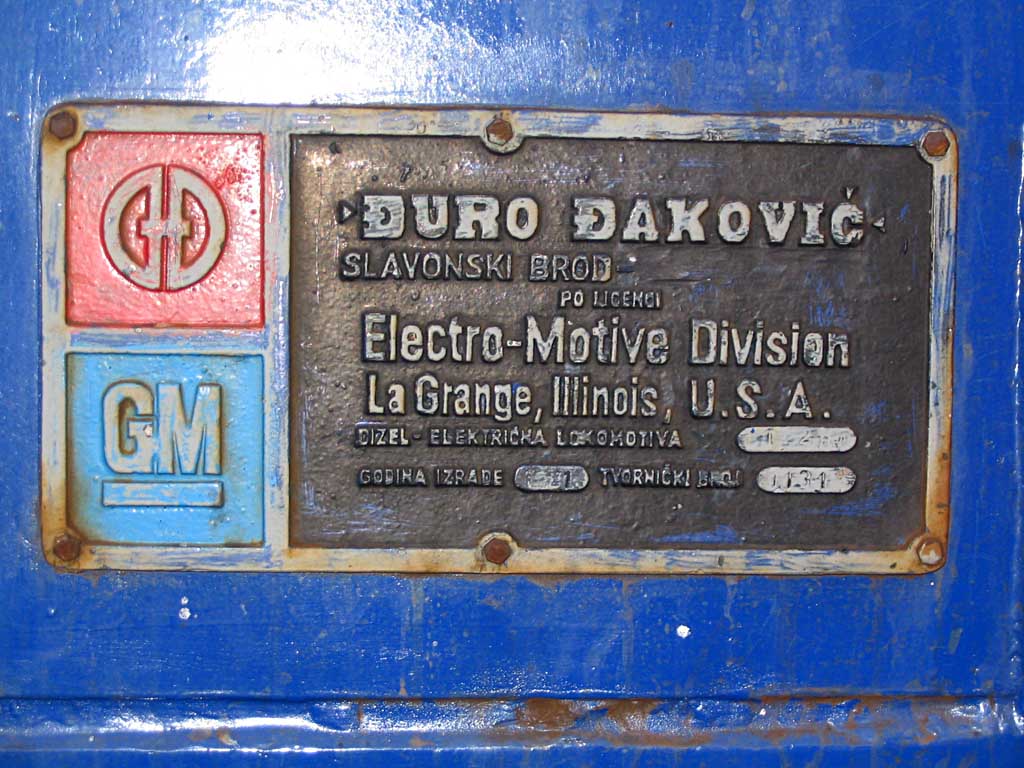 ĐURO ĐAKOVIĆ
SLAVONSKI BROD-
PO LICENCI
Electro-Motive Division
La Grange, Illinois, U.S.A.
DIZEL-ELEKTRIČNA LOKOMOTIVA
GODINA IZRADE TVORNIČKI BROJ
GM